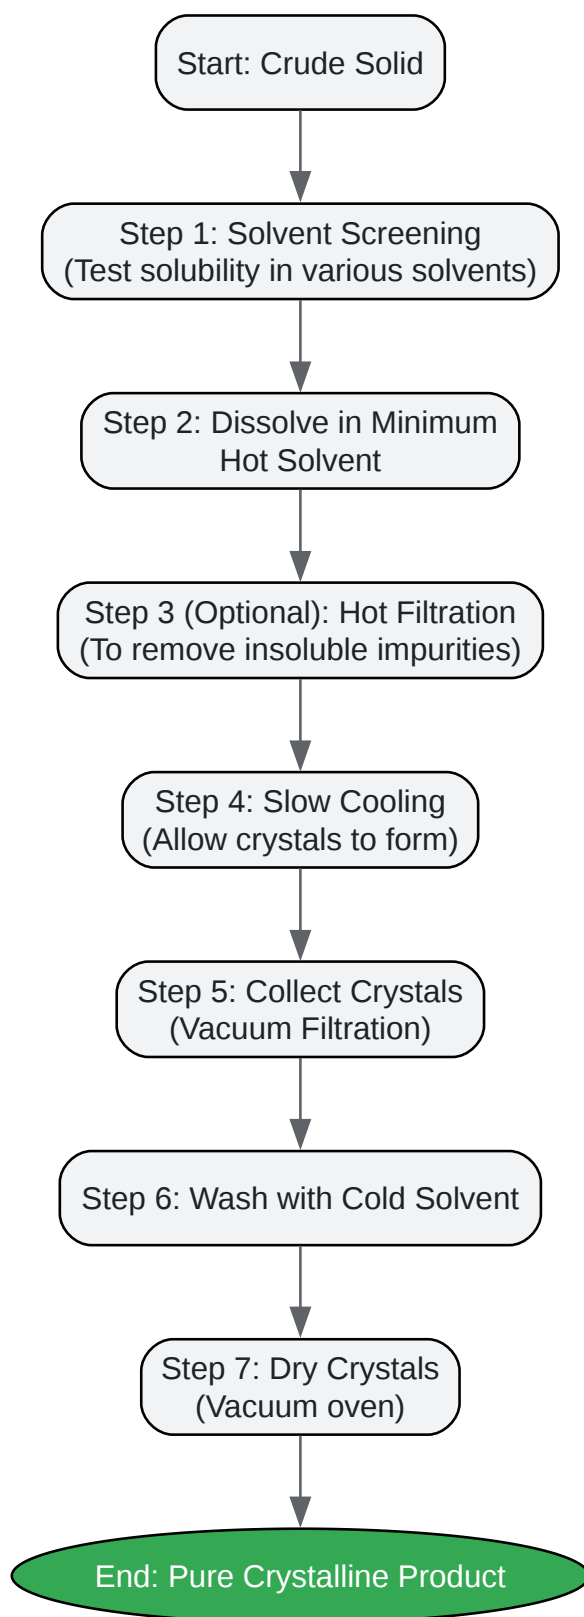 Start: Crude Solid
Step 1: Solvent Screening
(Test solubility in various solvents)
Step 2: Dissolve in Minimum
Hot Solvent
Step 3 (Optional): Hot Filtration
(To remove insoluble impurities)
Step 4: Slow Cooling
(Allow crystals to form)
Step 5: Collect Crystals
(Vacuum Filtration)
Step 6: Wash with Cold Solvent
Step 7: Dry Crystals
(Vacuum oven)
End: Pure Crystalline Product